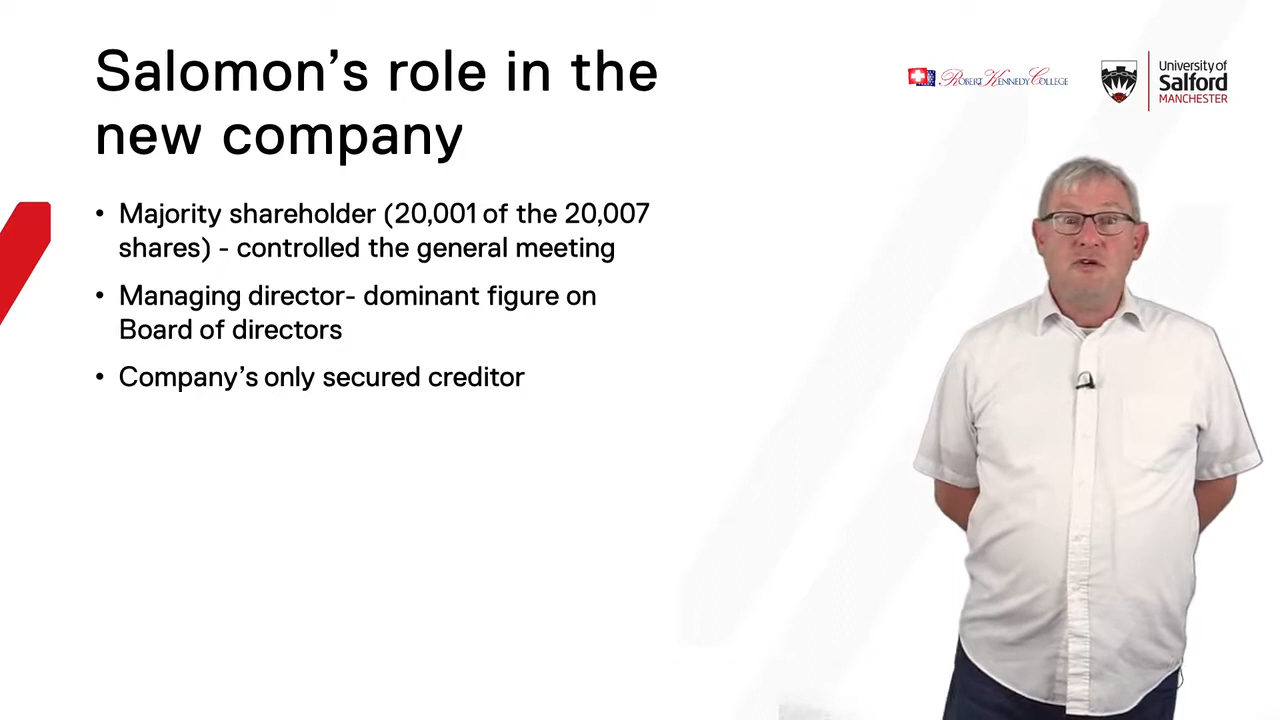 Salomon’s role in the
new company
ROBERT KENNEDY COLLEGE
University of
Salford
MANCHESTER
• Majority shareholder (20,001 of the 20,007
shares) - controlled the general meeting
• Managing director- dominant figure on
Board of directors
• Company’s only secured creditor